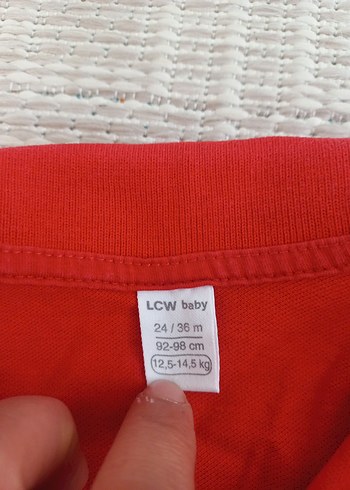 LCW baby
24 / 36 m
92-98 cm
12,5-14,5 kg